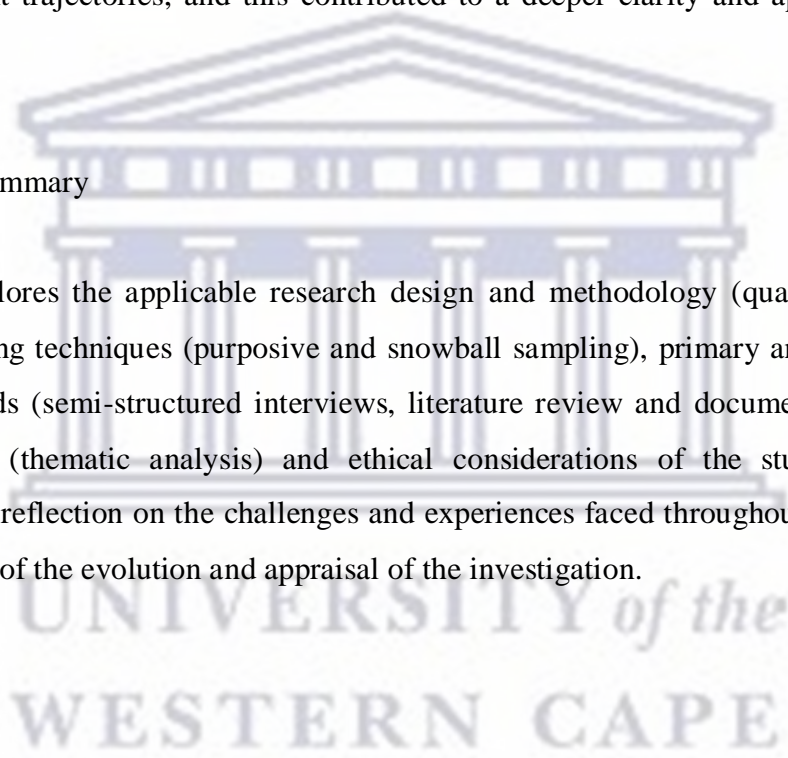 trajectories, and this contributed to a deeper clarity and
ummary
lores the applicable research design and methodology (qua
ng techniques (purposive and snowball sampling), primary
ds (semi-structured interviews, literature review and docume
(thematic analysis) and ethical considerations of the stu
reflection on the challenges and experiences faced throughou
of the evolution and appraisal of the investigation.
UNIVERSITY of the
WESTERN CAPE